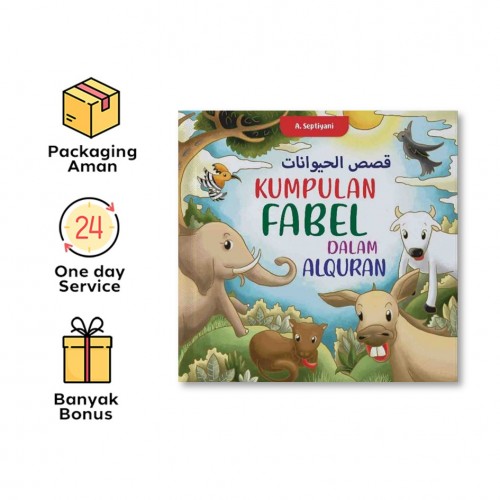 Packaging
Aman
24
One day
Service
Banyak
Bonus
A. Septiyani
قصص الحيوانات
KUMPULAN
FABEL
DALAM
ALQURAN